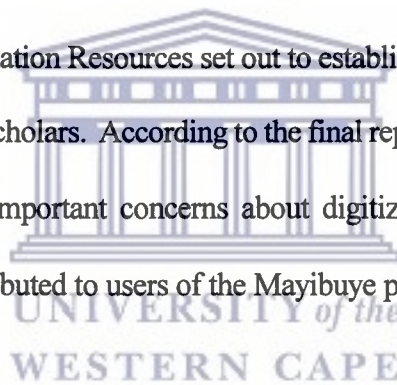 ation Resources set out to establi
cholars. According to the final rep
mportant concerns about digitiz
buted to users of the Mayibuye p
UNIVERSITY of the
WESTERN CAPE